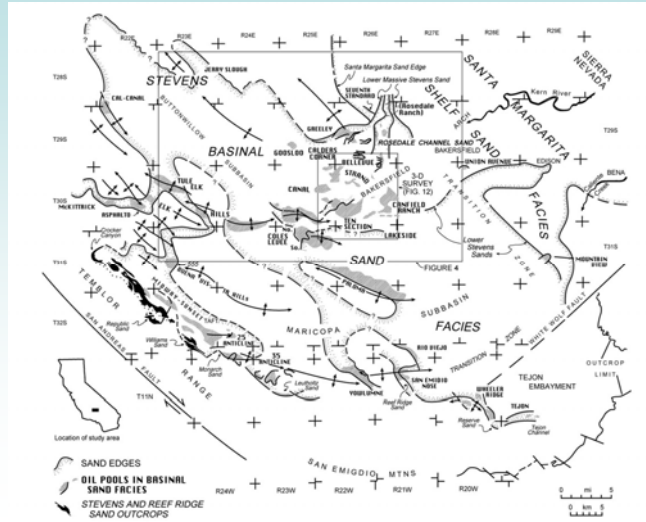 R22E R23E R24E R25E R26E R27E R28E R29E
SIERRA
NEVADA
Santa Margarita Sand Edge
Lower Massive Stevens Sand
T28S
STEVENS
JERRY SLOUGH
SEVENTH
STANDARD
(Rosedale
Ranch)
SHELF
SANTA
MARGARITA
Kern River
CAL-CANAL
BUTTONWILLOW
GREELEY
ARCH
T29S
BASINAL
SUBBASIN
GOOSLOO
CALDERS
CORNER
ROSEDALE CHANNEL SAND
BAKERSFIELD
T29S
BELLEVUE
SAND
UNION AVENUE
EDISON
STRAND
BAKERSFIELD
3-D
SURVEY
(FIG. 12)
BENA
T30S
TULE
ELK
CANAL
CANFIELD
RANCH
TRANSITION
ZONE
FACIES
McKITTRICK
ASPHALTO
ELK
HILLS
TEN
SECTION
No.
COLES
LEVEE
So.
LAKESIDE
Lower
Stevens
Sands
Crocker
Canyon
T31S
T31S
555
SAND
FIGURE 4
MOUNTAIN
VIEW
TEMBLOR
BUENA VISTA HILLS
PALOMA
SUBBASIN
MIDWAY-SUNSET
TAFT
T32S
SAN ANDREAS
FAULT
RANGE
Republic
Sand
Williams
Sand
25
ANTICLINE
35
ANTICLINE
Monarch
Sand
Leutholtz
Sand
MARICOPA
FACIES
RIO VIEJO
TRANSITION ZONE
WHITE WOLF FAULT
OUTCROP
LIMIT
TEJON
EMBAYMENT
T11N
YOWLUMNE
SAN EMIDIO
NOSE
Reef Ridge
Sand
WHEELER
RIDGE
Reserve
Sand
TEJON
Tejon
Channel
Location of study area
SAN EMIGDIO MTNS
R24W R23W R22W R21W R20W
SAND EDGES
OIL POOLS IN BASINAL
SAND FACIES
STEVENS AND REEF RIDGE
SAND OUTCROPS
0 mi 5
0 km 5